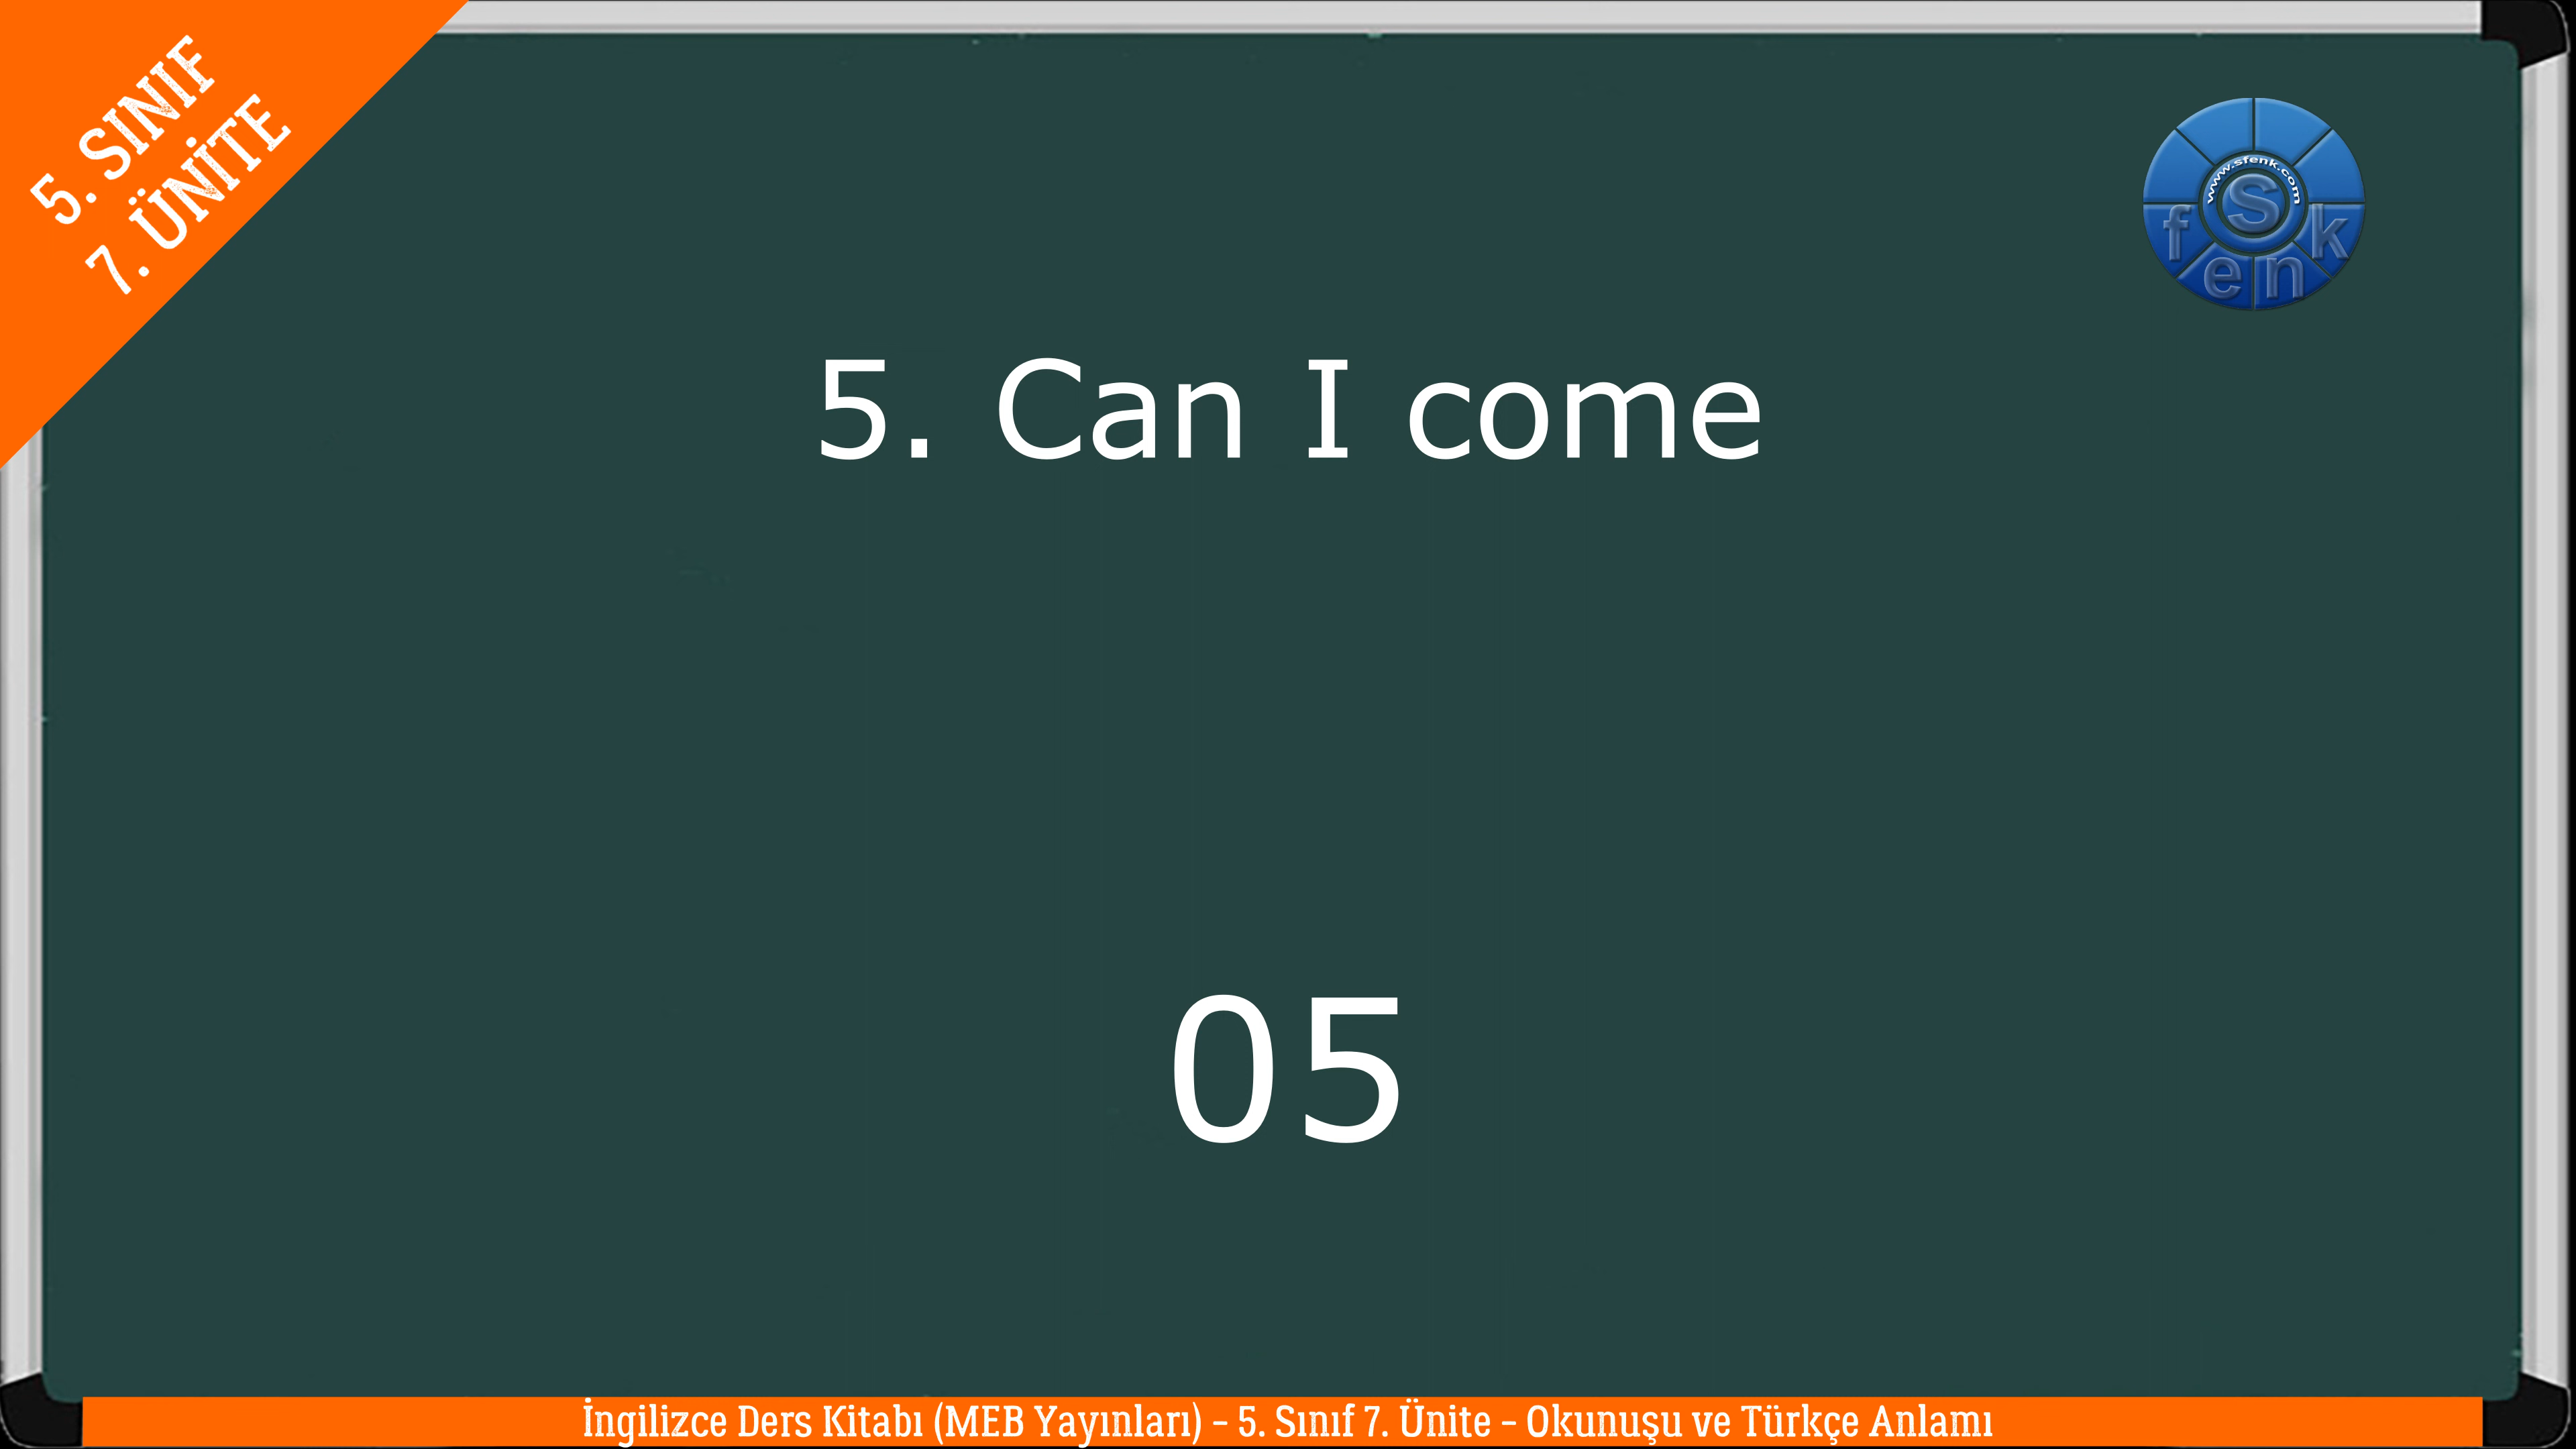 5. SINIF
7. ÜNİTE
www.sfenk.com
S
f e n k
5. Can I come
05
İngilizce Ders Kitabı (MEB Yayınları) – 5. Sınıf 7. Ünite – Okunuşu ve Türkçe Anlamı